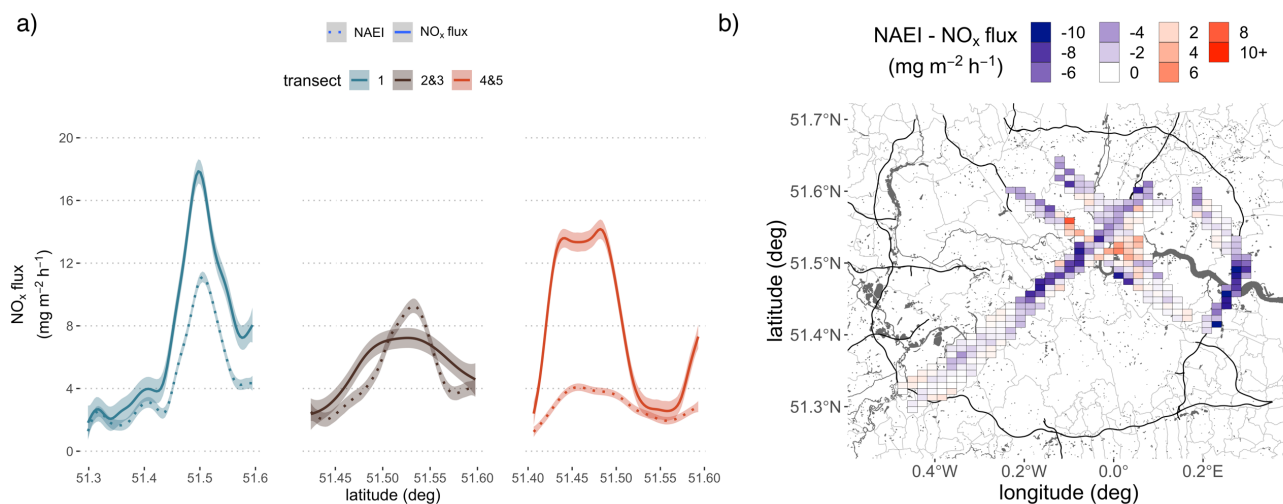 a)
NAEI NOx flux
transect 1 2&3 4&5
NOx flux
(mg m−2 h−1)
20
16
12
8
4
0
51.3 51.4 51.5 51.6
51.45 51.50 51.55 51.60
51.40 51.45 51.50 51.55 51.60
latitude (deg)
b)
NAEI - NOx flux
(mg m−2 h−1)
-10 -4 2 8
-8 -2 4 10+
-6 0 6
51.7°N
51.6°N
51.5°N
51.4°N
51.3°N
latitude (deg)
0.4°W 0.2°W 0.0° 0.2°E
longitude (deg)